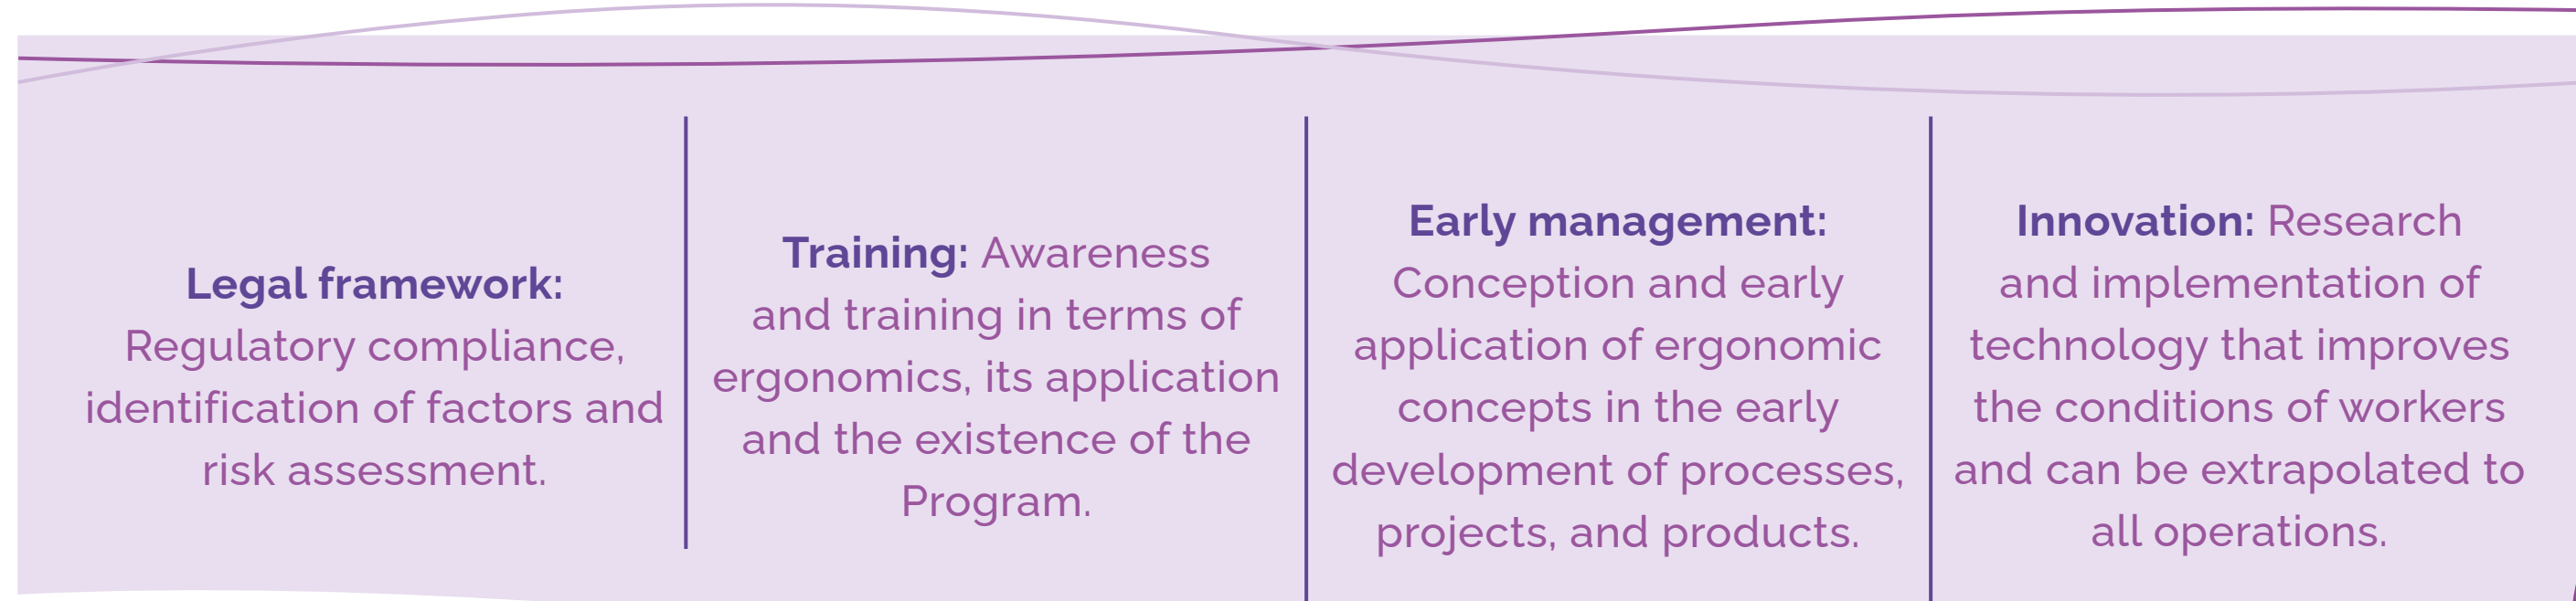 Legal framework:
Regulatory compliance,
identification of factors and
risk assessment.
Training: Awareness
and training in terms of
ergonomics, its application
and the existence of the
Program.
Early management:
Conception and early
application of ergonomic
concepts in the early
development of processes,
projects, and products.
Innovation: Research
and implementation of
technology that improves
the conditions of workers
and can be extrapolated to
all operations.